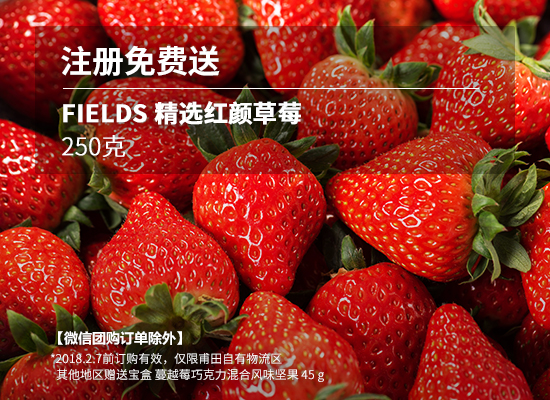 注册免费送
FIELDS 精选红颜草莓
250克
【微信团购订单除外】
*2018.2.7前订购有效，仅限甫田自有物流区
其他地区赠送宝盒 蔓越莓巧克力混合风味坚果 45 g